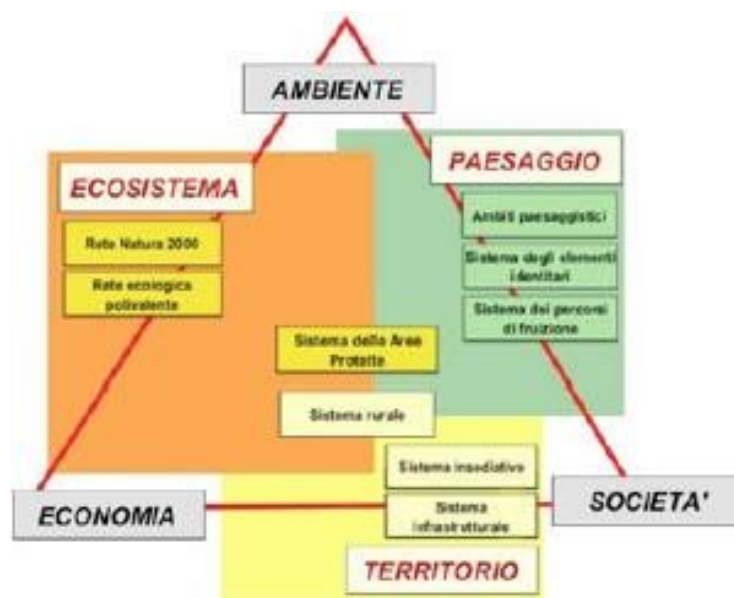 AMBIENTE
PAESAGGIO
ECOSISTEMA
Ambiti paesaggistici
Rete Natura 2000
Sistema degli elementi
identitari
Rete ecologica
polivalente
Sistema dei percorsi
di fruizione
Sistema delle Aree
Protette
Sistema rurale
Sistema insediativo
ECONOMIA
Sistema
infrastrutturale
SOCIETA'
TERRITORIO